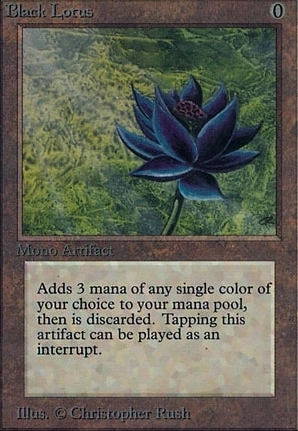 Black Lotus 0
Mono Artifact
Adds 3 mana of any single color of
your choice to your mana pool,
then is discarded. Tapping this
artifact can be played as an
interrupt.
Illus. © Christopher Rush